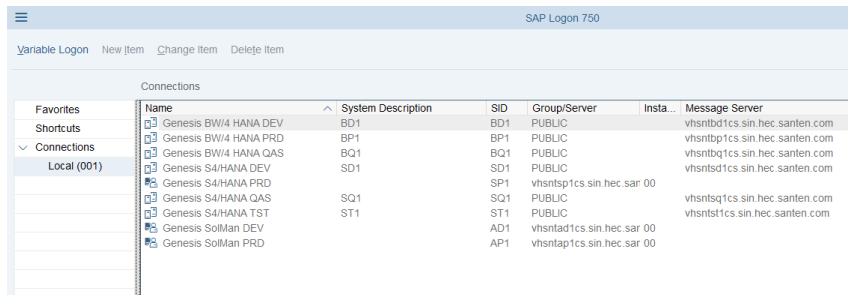 SAP Logon 750
Variable Logon New Item Change Item Delete Item
Connections
Favorites
Shortcuts
Connections
Local (001)
Name System Description SID Group/Server Insta... Message Server
Genesis BW/4 HANA DEV BD1 BD1 PUBLIC vhsntbd1cs.sin.hec.santen.com
Genesis BW/4 HANA PRD BP1 BP1 PUBLIC vhsntbp1cs.sin.hec.santen.com
Genesis BW/4 HANA QAS BQ1 BQ1 PUBLIC vhsntbq1cs.sin.hec.santen.com
Genesis S4/HANA DEV SD1 SD1 PUBLIC vhsntsd1cs.sin.hec.santen.com
Genesis S4/HANA PRD SP1 vhsntsp1cs.sin.hec.sar 00
Genesis S4/HANA QAS SQ1 SQ1 PUBLIC vhsntsq1cs.sin.hec.santen.com
Genesis S4/HANA TST ST1 ST1 PUBLIC vhsntst1cs.sin.hec.santen.com
Genesis SolMan DEV AD1 vhsntad1cs.sin.hec.sar 00
Genesis SolMan PRD AP1 vhsntap1cs.sin.hec.sar 00